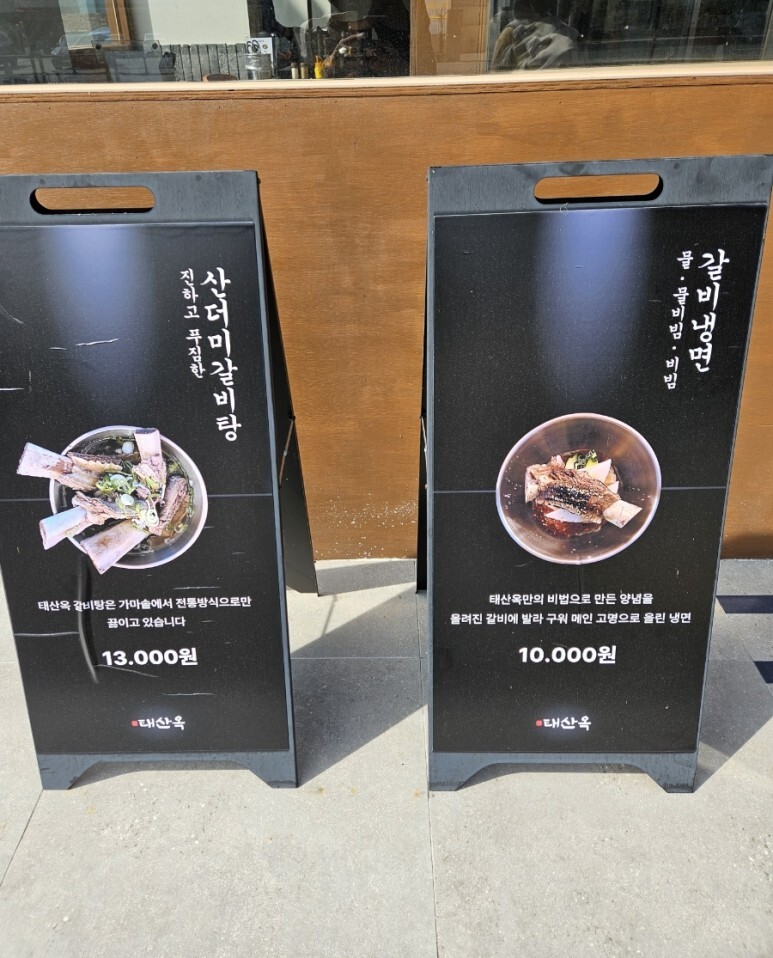 진하고 푸짐한
산더미갈비탕
태산옥 갈비탕은 가마솥에서 전통방식으로만
끓이고 있습니다
13.000원
태산옥
갈비냉면
물·물비빔·비빔
태산옥만의 비법으로 만든 양념을
올려진 갈비에 발라 구워 메인 고명으로 올린 냉면
10.000원
태산옥